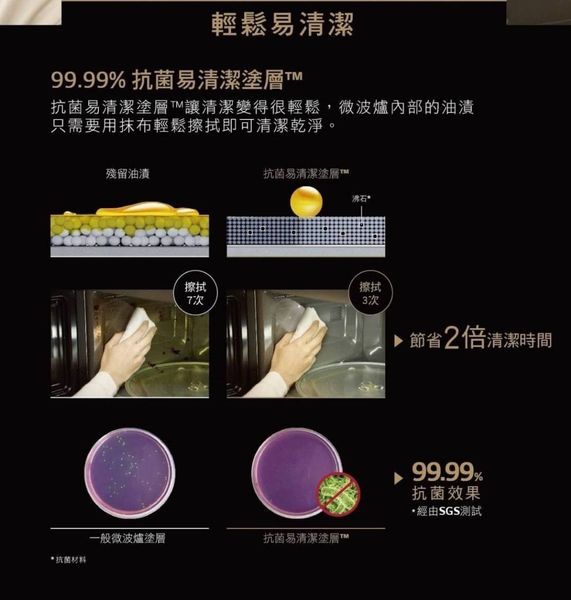 輕鬆易清潔
99.99% 抗菌易清潔塗層™
抗菌易清潔塗層™讓清潔變得很輕鬆，微波爐內部的油漬
只需要用抹布輕鬆擦拭即可清潔乾淨。
殘留油漬
抗菌易清潔塗層™
沸石*
擦拭
7次
擦拭
3次
節省2倍清潔時間
99.99%
抗菌效果
•經由SGS測試
一般微波爐塗層
抗菌易清潔塗層™
*抗菌材料